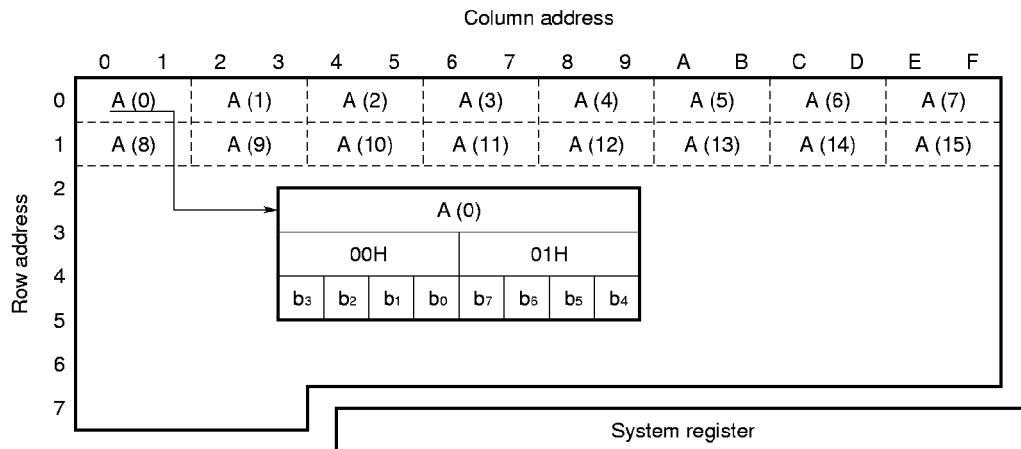 Column address
0 1 2 3 4 5 6 7 8 9 A B C D E F
0 A (0) A (1) A (2) A (3) A (4) A (5) A (6) A (7)
1 A (8) A (9) A (10) A (11) A (12) A (13) A (14) A (15)
Row address
2
A (0)
3
00H 01H
4
b3 b2 b1 b0 b7 b6 b5 b4
5
6
7
System register